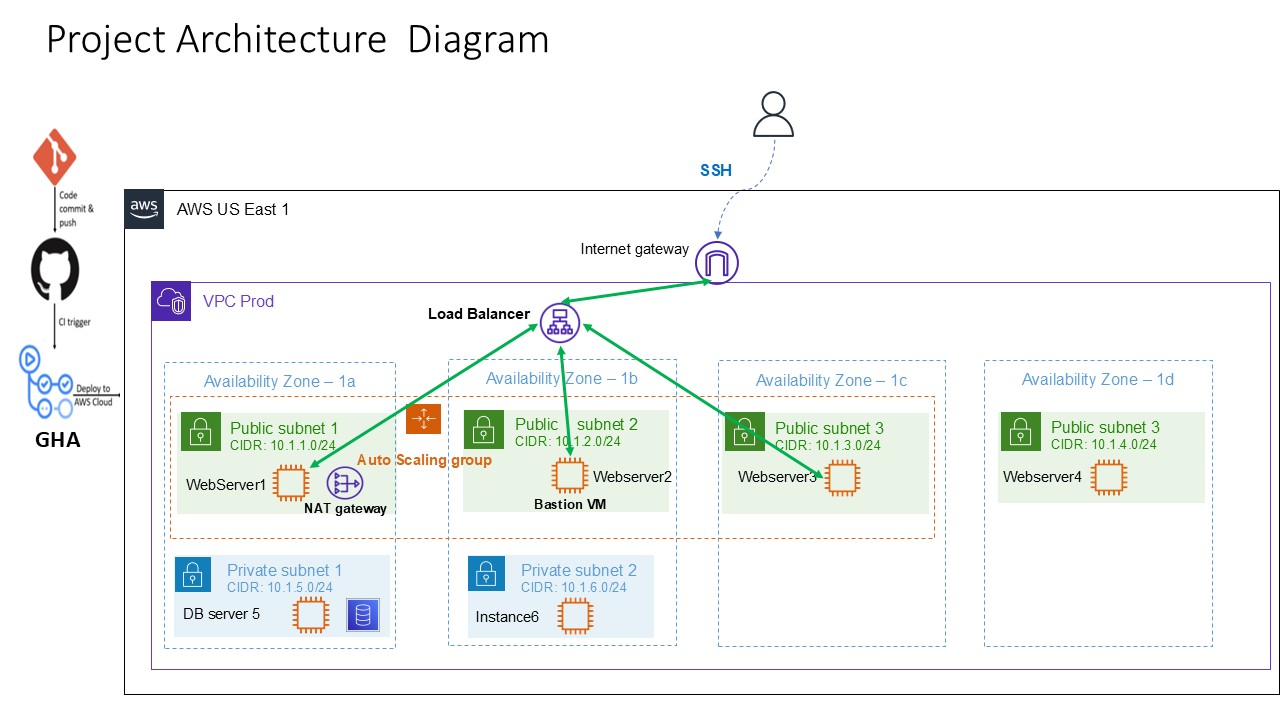 Project Architecture  Diagram
SSH
Code
commit &
push
aws
AWS US East 1
Internet gateway
VPC Prod
Load Balancer
CI trigger
Availability Zone – 1a
Availability Zone – 1b
Availability Zone – 1c
Availability Zone – 1d
Deploy to
AWS Cloud
GHA
Public subnet 1
CIDR: 10.1.1.0/24
WebServer1
NAT gateway
Auto Scaling group
Public    subnet 2
CIDR: 10.1.2.0/24
Webserver2
Bastion VM
Public subnet 3
CIDR: 10.1.3.0/24
Webserver3
Public subnet 3
CIDR: 10.1.4.0/24
Webserver4
Private subnet 1
CIDR: 10.1.5.0/24
DB server 5
Private subnet 2
CIDR: 10.1.6.0/24
Instance6